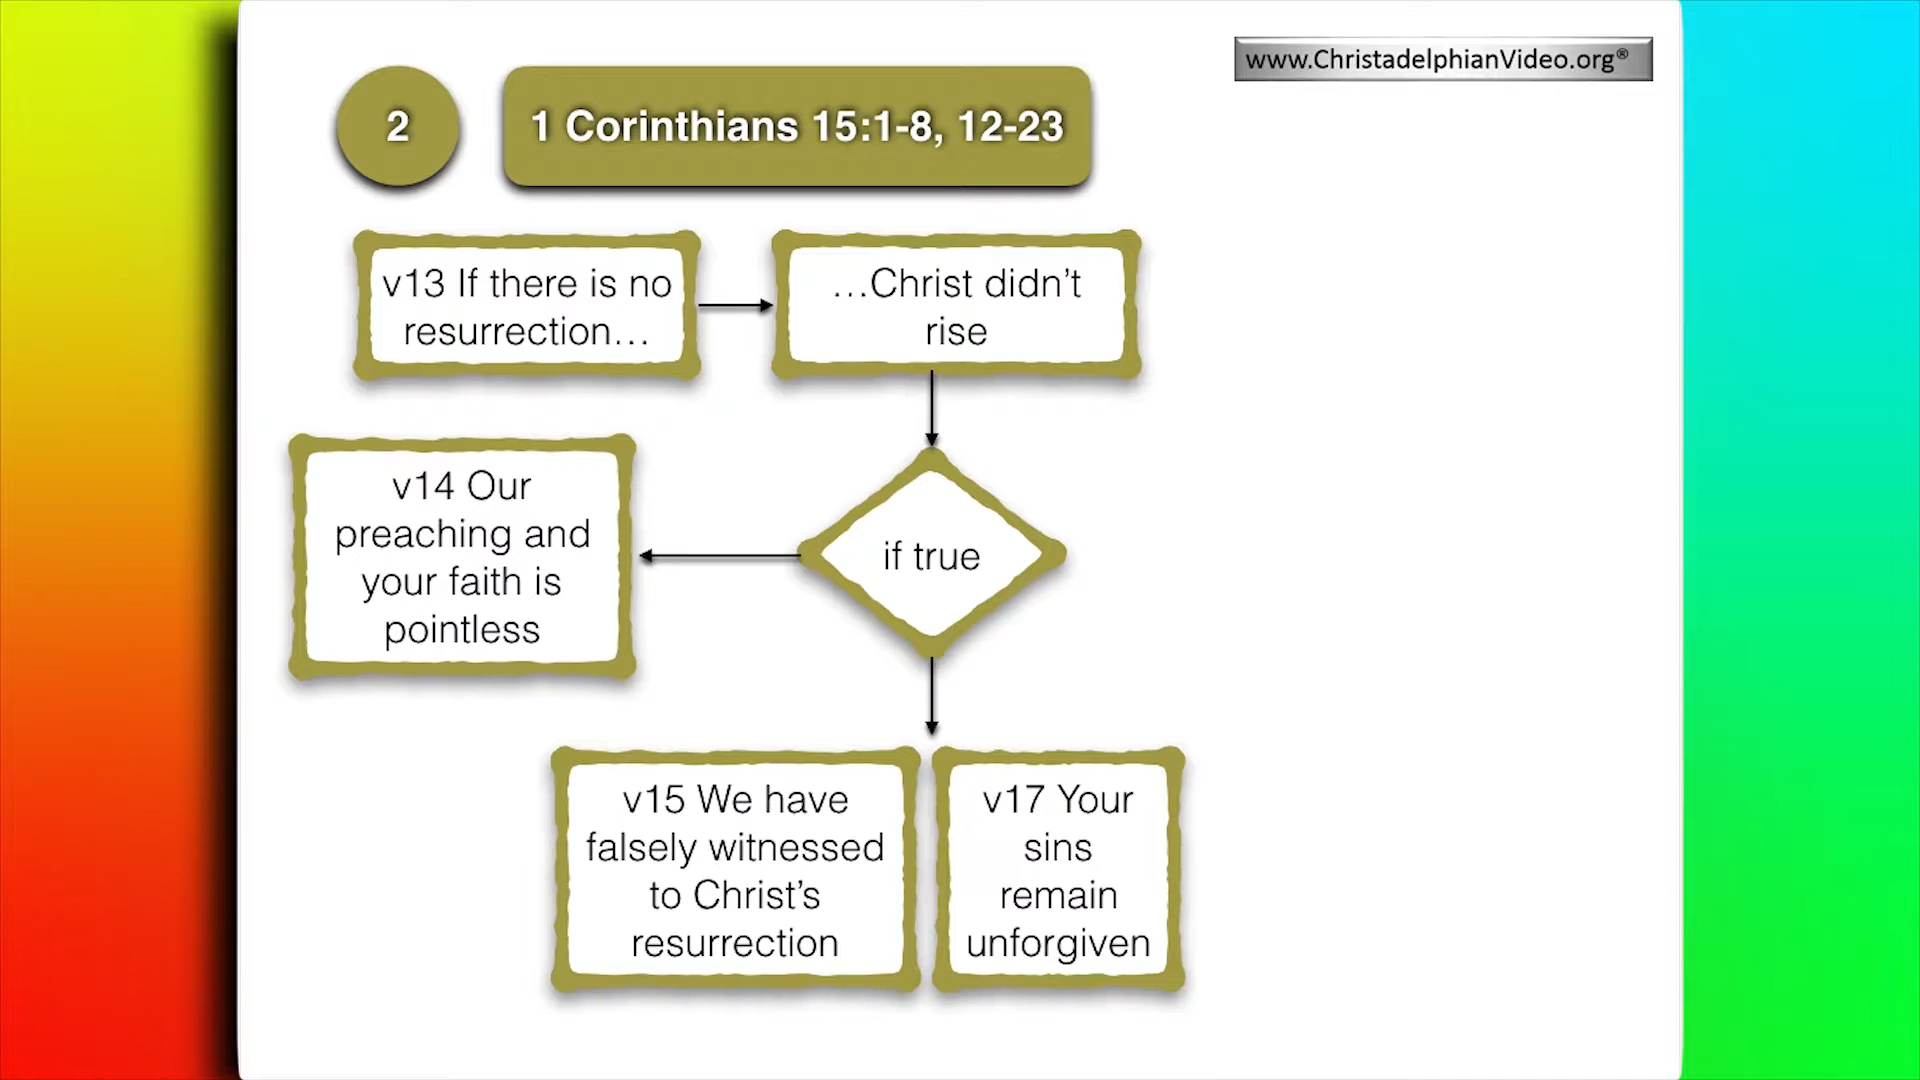 www.ChristadelphianVideo.org®
2
1 Corinthians 15:1-8, 12-23
v13 If there is no
resurrection…
…Christ didn’t
rise
v14 Our
preaching and
your faith is
pointless
if true
v15 We have
falsely witnessed
to Christ’s
resurrection
v17 Your
sins
remain
unforgiven